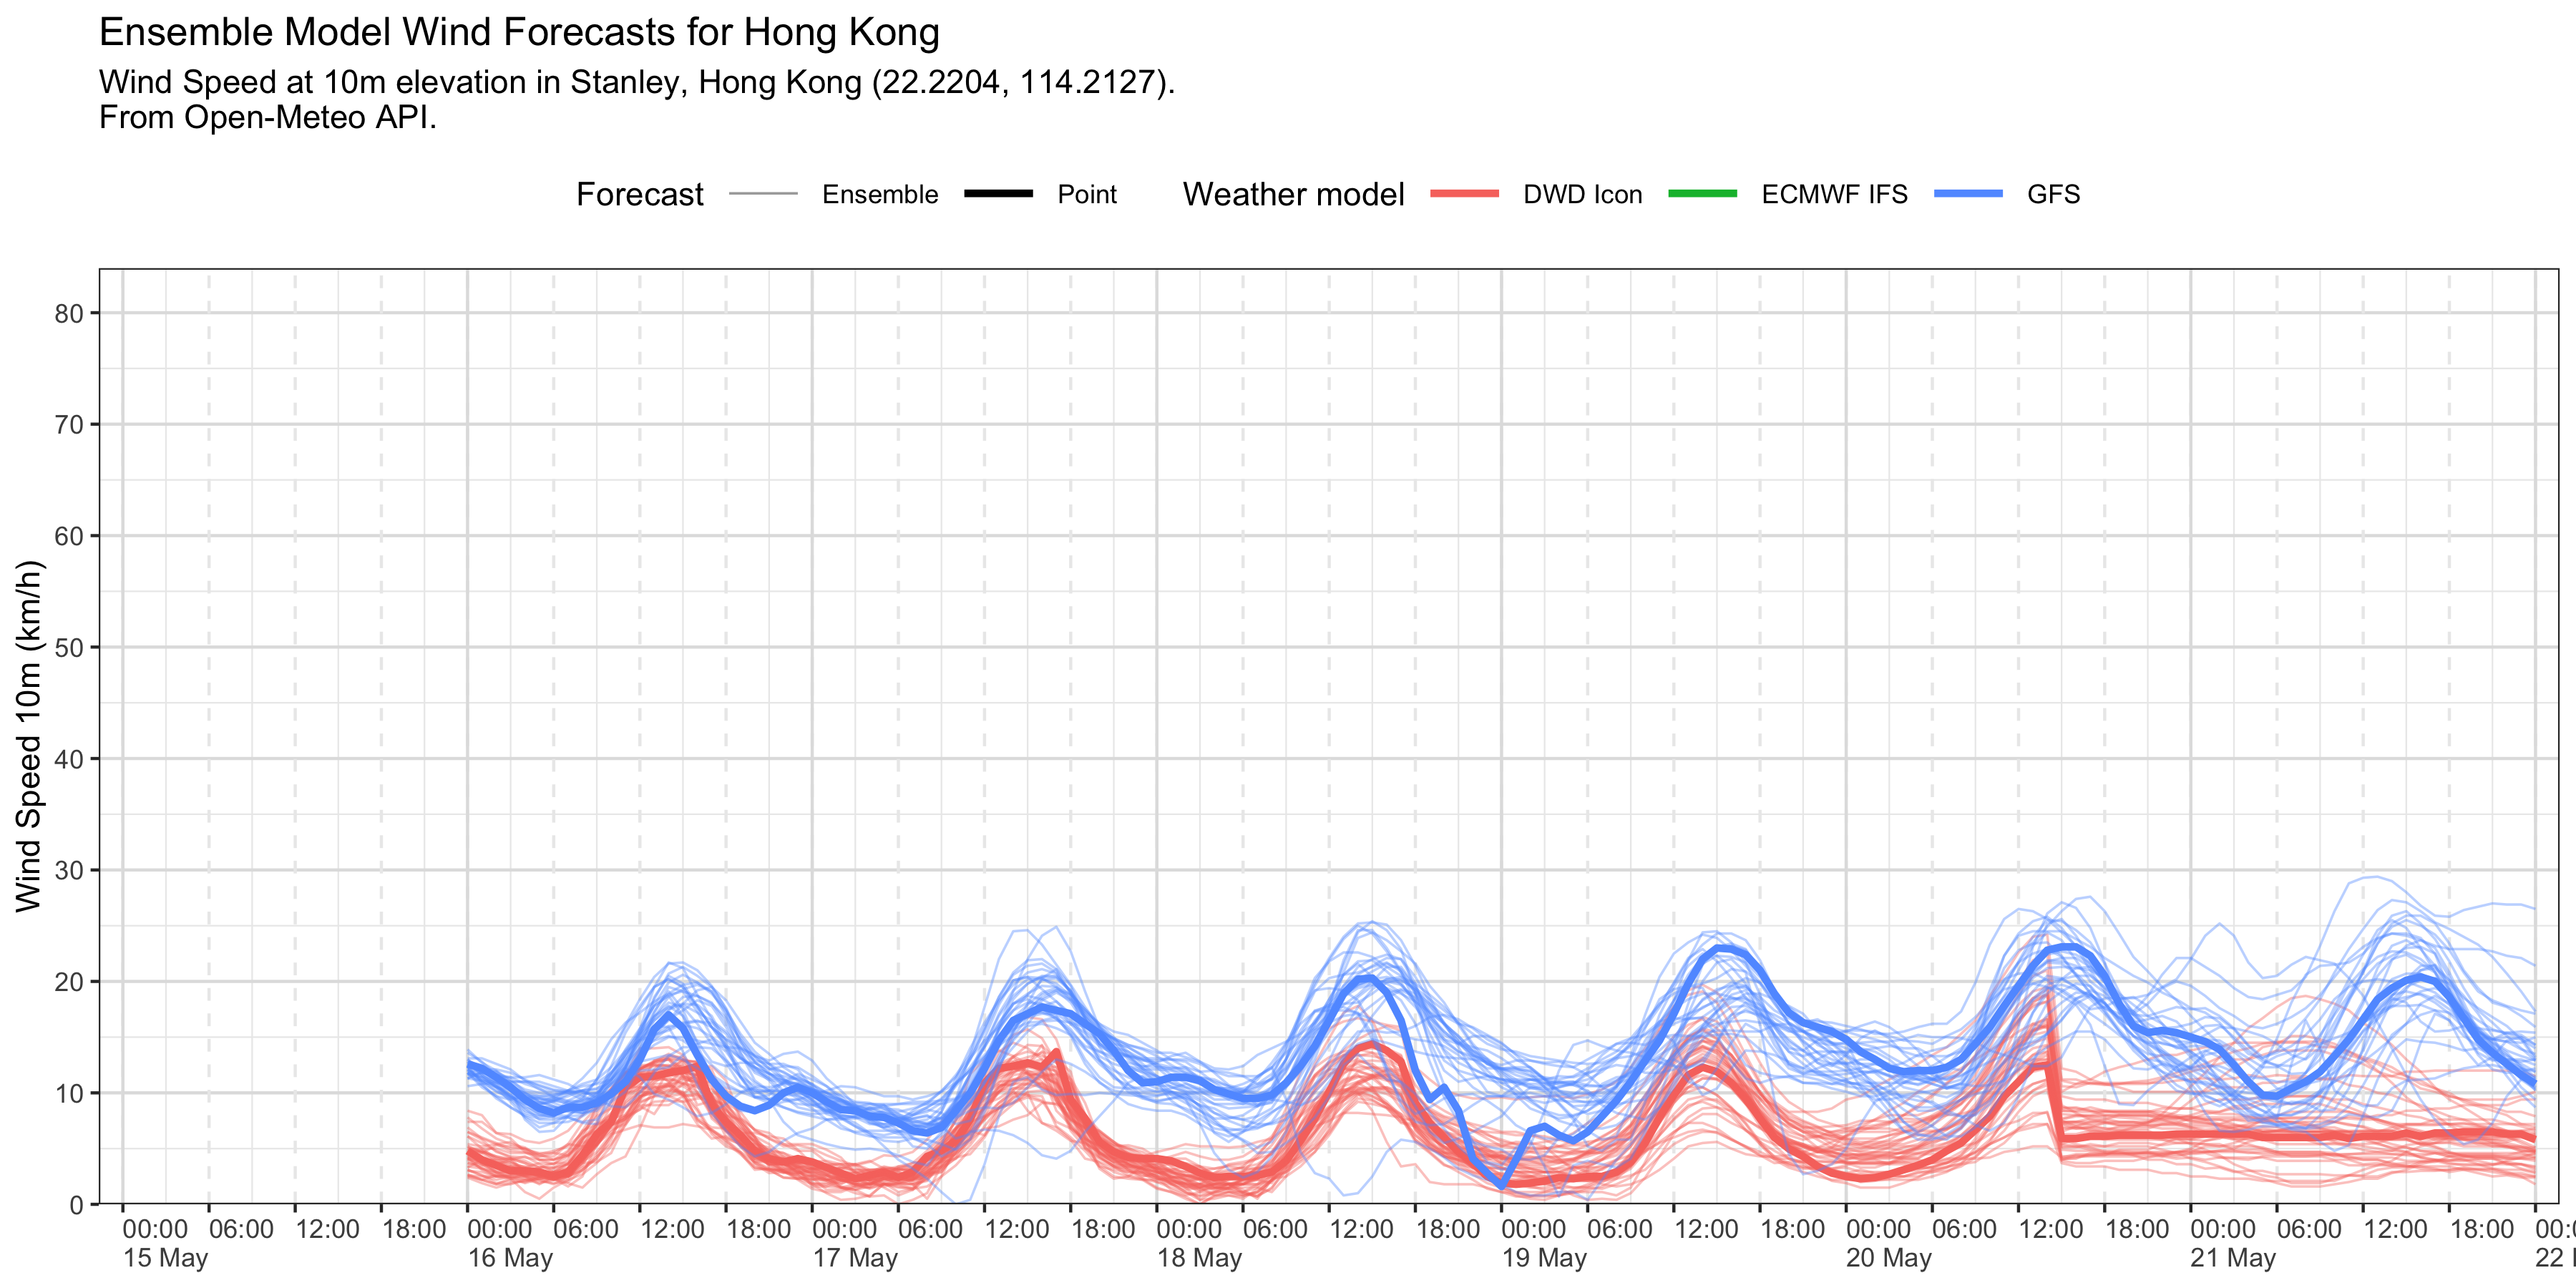 Ensemble Model Wind Forecasts for Hong Kong
Wind Speed at 10m elevation in Stanley, Hong Kong (22.2204, 114.2127).
From Open-Meteo API.
Forecast Ensemble Point Weather model DWD Icon ECMWF IFS GFS
Wind Speed 10m (km/h)
80
70
60
50
40
30
20
10
0
00:00 06:00 12:00 18:00 00:00 06:00 12:00 18:00 00:00 06:00 12:00 18:00 00:00 06:00 12:00 18:00 00:00 06:00 12:00 18:00 00:00 06:00 12:00 18:00 00:00 06:00 12:00 18:00
15 May 16 May 17 May 18 May 19 May 20 May 21 May 22